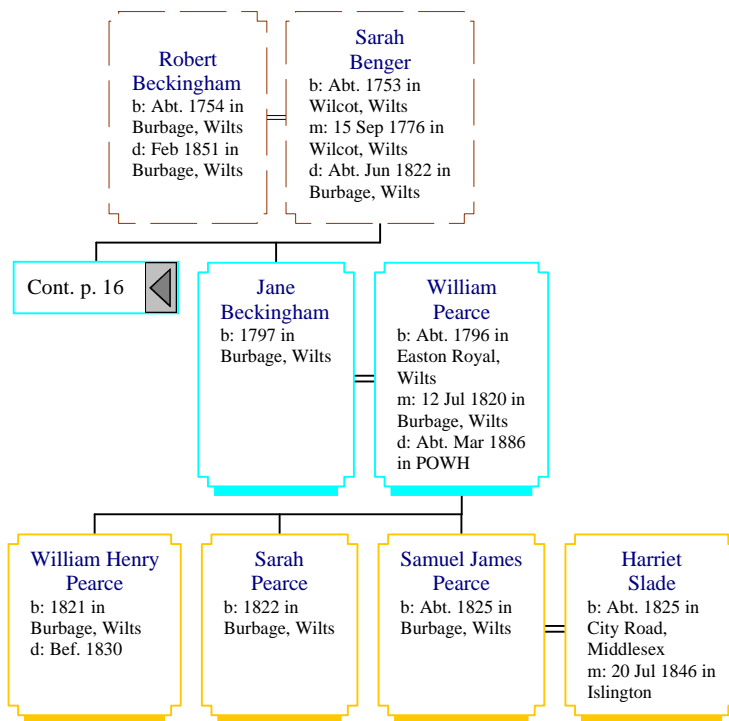 Robert
Beckingham
b: Abt. 1754 in
Burbage, Wilts
d: Feb 1851 in
Burbage, Wilts
Sarah
Benger
b: Abt. 1753 in
Wilcot, Wilts
m: 15 Sep 1776 in
Wilcot, Wilts
d: Abt. Jun 1822 in
Burbage, Wilts
Cont. p. 16
Jane
Beckingham
b: 1797 in
Burbage, Wilts
William
Pearce
b: Abt. 1796 in
Easton Royal,
Wilts
m: 12 Jul 1820 in
Burbage, Wilts
d: Abt. Mar 1886
in POWH
William Henry
Pearce
b: 1821 in
Burbage, Wilts
d: Bef. 1830
Sarah
Pearce
b: 1822 in
Burbage, Wilts
Samuel James
Pearce
b: Abt. 1825 in
Burbage, Wilts
Harriet
Slade
b: Abt. 1825 in
City Road,
Middlesex
m: 20 Jul 1846 in
Islington